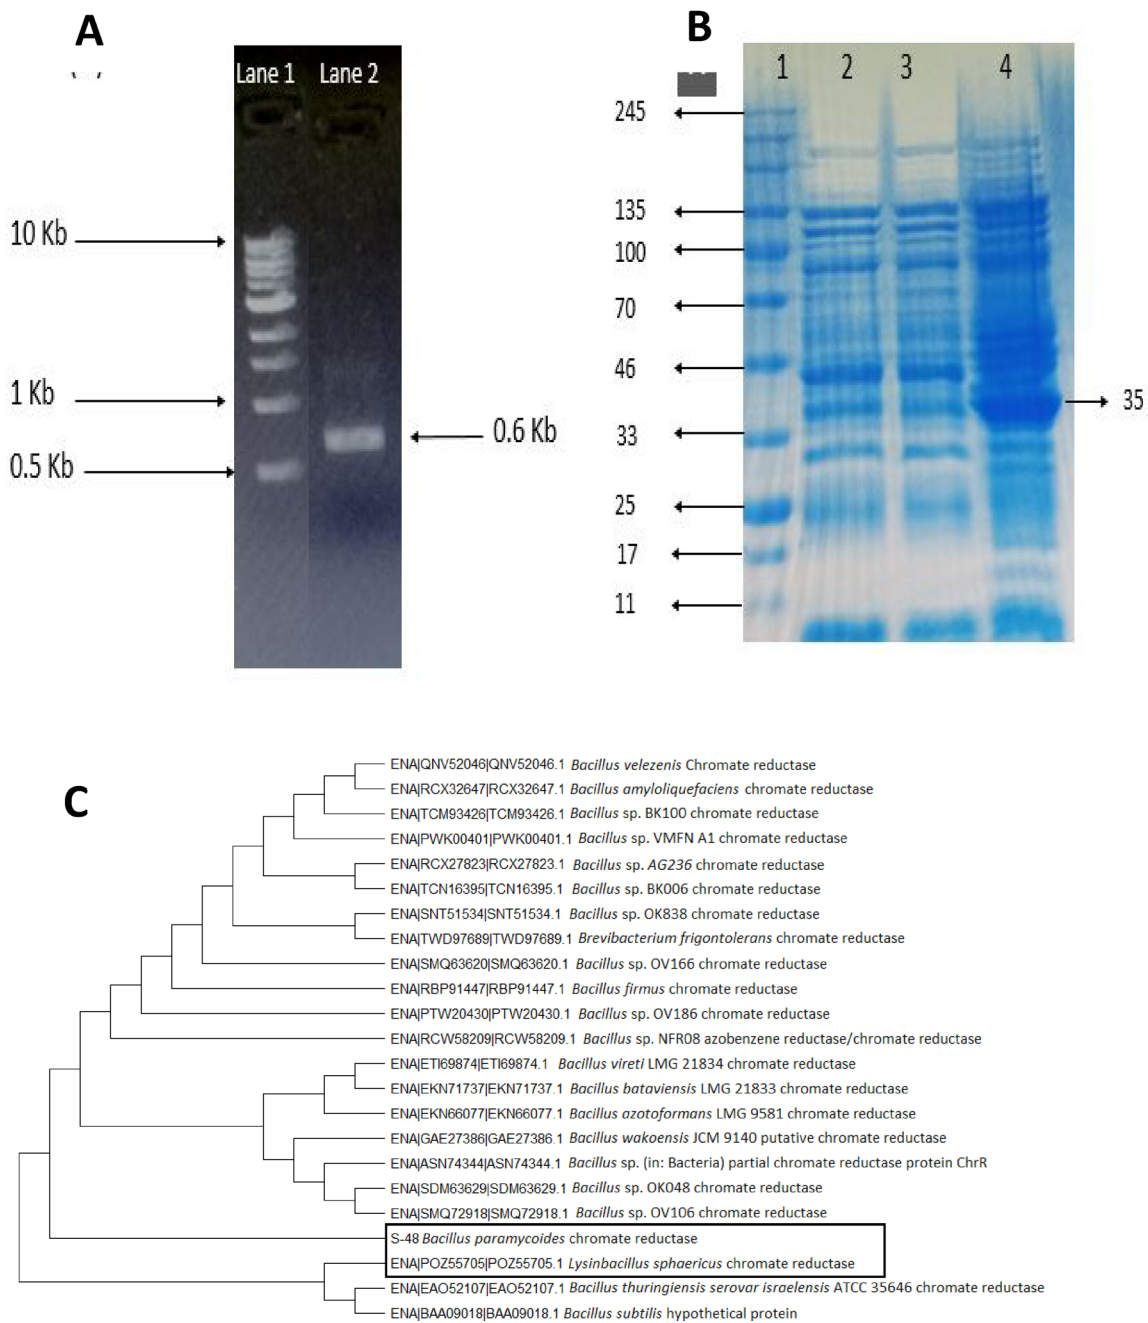 A
Lane 1 Lane 2
10 Kb
1 Kb
0.5 Kb
0.6 Kb
B
1 2 3 4
245
135
100
70
46
33
25
17
11
35
C
ENA|QNV52046|QNV52046.1 Bacillus velezenis Chromate reductase
ENA|RCX32647|RCX32647.1 Bacillus amyloliquefaciens chromate reductase
ENA|TCM93426|TCM93426.1 Bacillus sp. BK100 chromate reductase
ENA|PWK00401|PWK00401.1 Bacillus sp. VMFN A1 chromate reductase
ENA|RCX27823|RCX27823.1 Bacillus sp. AG236 chromate reductase
ENA|TCN16395|TCN16395.1 Bacillus sp. BK006 chromate reductase
ENA|SNT51534|SNT51534.1 Bacillus sp. OK838 chromate reductase
ENA|TWD97689|TWD97689.1 Brevibacterium frigontolerans chromate reductase
ENA|SMQ63620|SMQ63620.1 Bacillus sp. OV166 chromate reductase
ENA|RBP91447|RBP91447.1 Bacillus firmus chromate reductase
ENA|PTW20430|PTW20430.1 Bacillus sp. OV186 chromate reductase
ENA|RCW58209|RCW58209.1 Bacillus sp. NFR08 azobenzene reductase/chromate reductase
ENA|ETI69874|ETI69874.1 Bacillus vireti LMG 21834 chromate reductase
ENA|EKN71737|EKN71737.1 Bacillus bataviensis LMG 21833 chromate reductase
ENA|EKN66077|EKN66077.1 Bacillus azotoformans LMG 9581 chromate reductase
ENA|GAE27386|GAE27386.1 Bacillus wakoensis JCM 9140 putative chromate reductase
ENA|ASN74344|ASN74344.1 Bacillus sp. (in: Bacteria) partial chromate reductase protein ChrR
ENA|SDM63629|SDM63629.1 Bacillus sp. OK048 chromate reductase
ENA|SMQ72918|SMQ72918.1 Bacillus sp. OV106 chromate reductase
S-48 Bacillus paramycoides chromate reductase
ENA|POZ55705|POZ55705.1 Lysinbacillus sphaericus chromate reductase
ENA|EAO52107|EAO52107.1 Bacillus thuringiensis serovar israelensis ATCC 35646 chromate reductase
ENA|BAA09018|BAA09018.1 Bacillus subtilis hypothetical protein